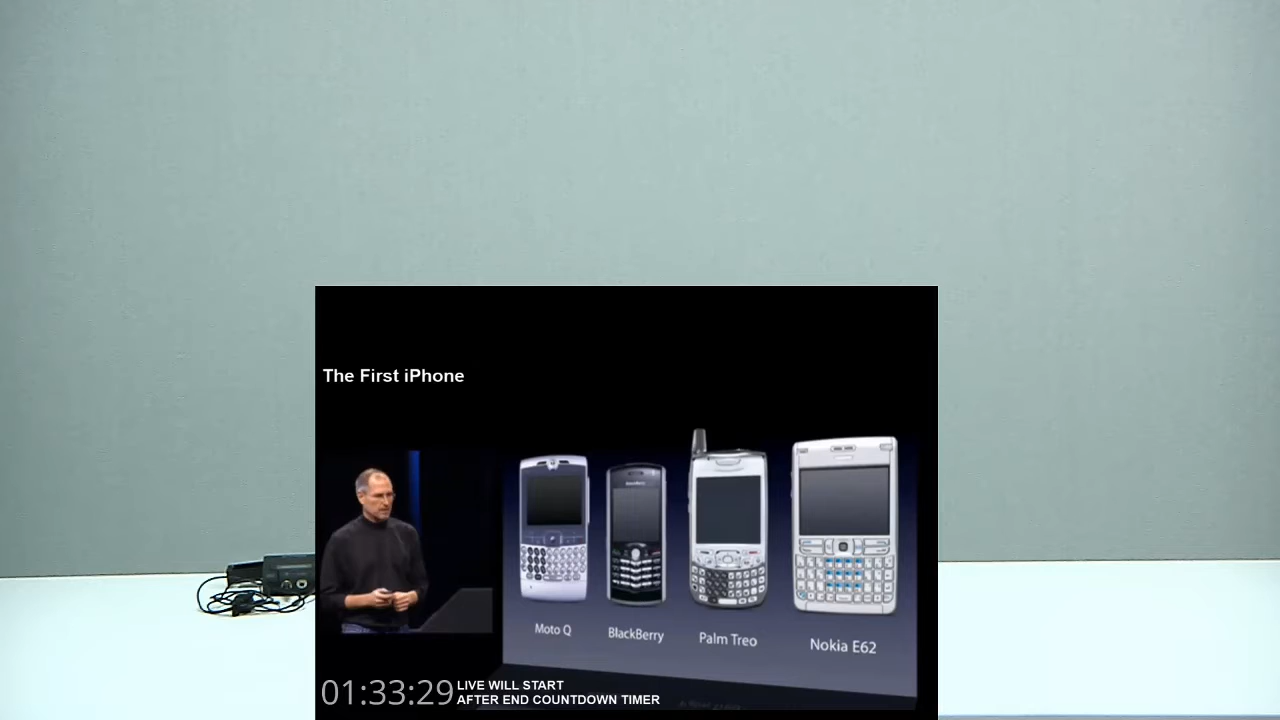 The First iPhone
Moto Q
BlackBerry
Palm Treo
Nokia E62
01:33:29
LIVE WILL START
AFTER END COUNTDOWN TIMER